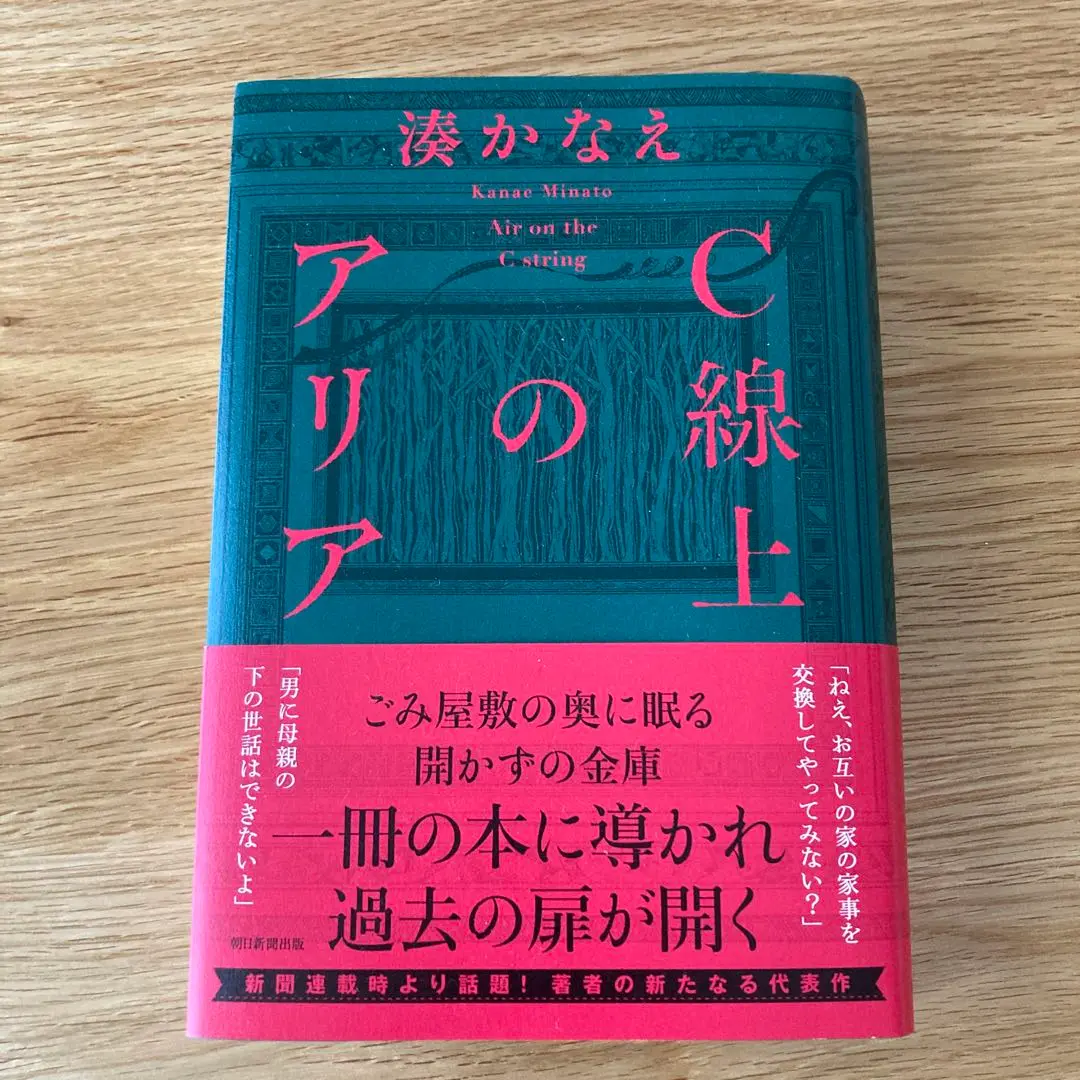 湊かなえ
Kanae Minato
Air on the
C string
C線上
の
アリア
「ねえ、お互いの家の家事を
交換してやってみない?」
ごみ屋敷の奥に眠る
開かずの金庫
一冊の本に導かれ
過去の扉が開く
「男に母親の
下の世話はできないよ」
朝日新聞出版
新聞連載時より話題! 著者の新たなる代表作